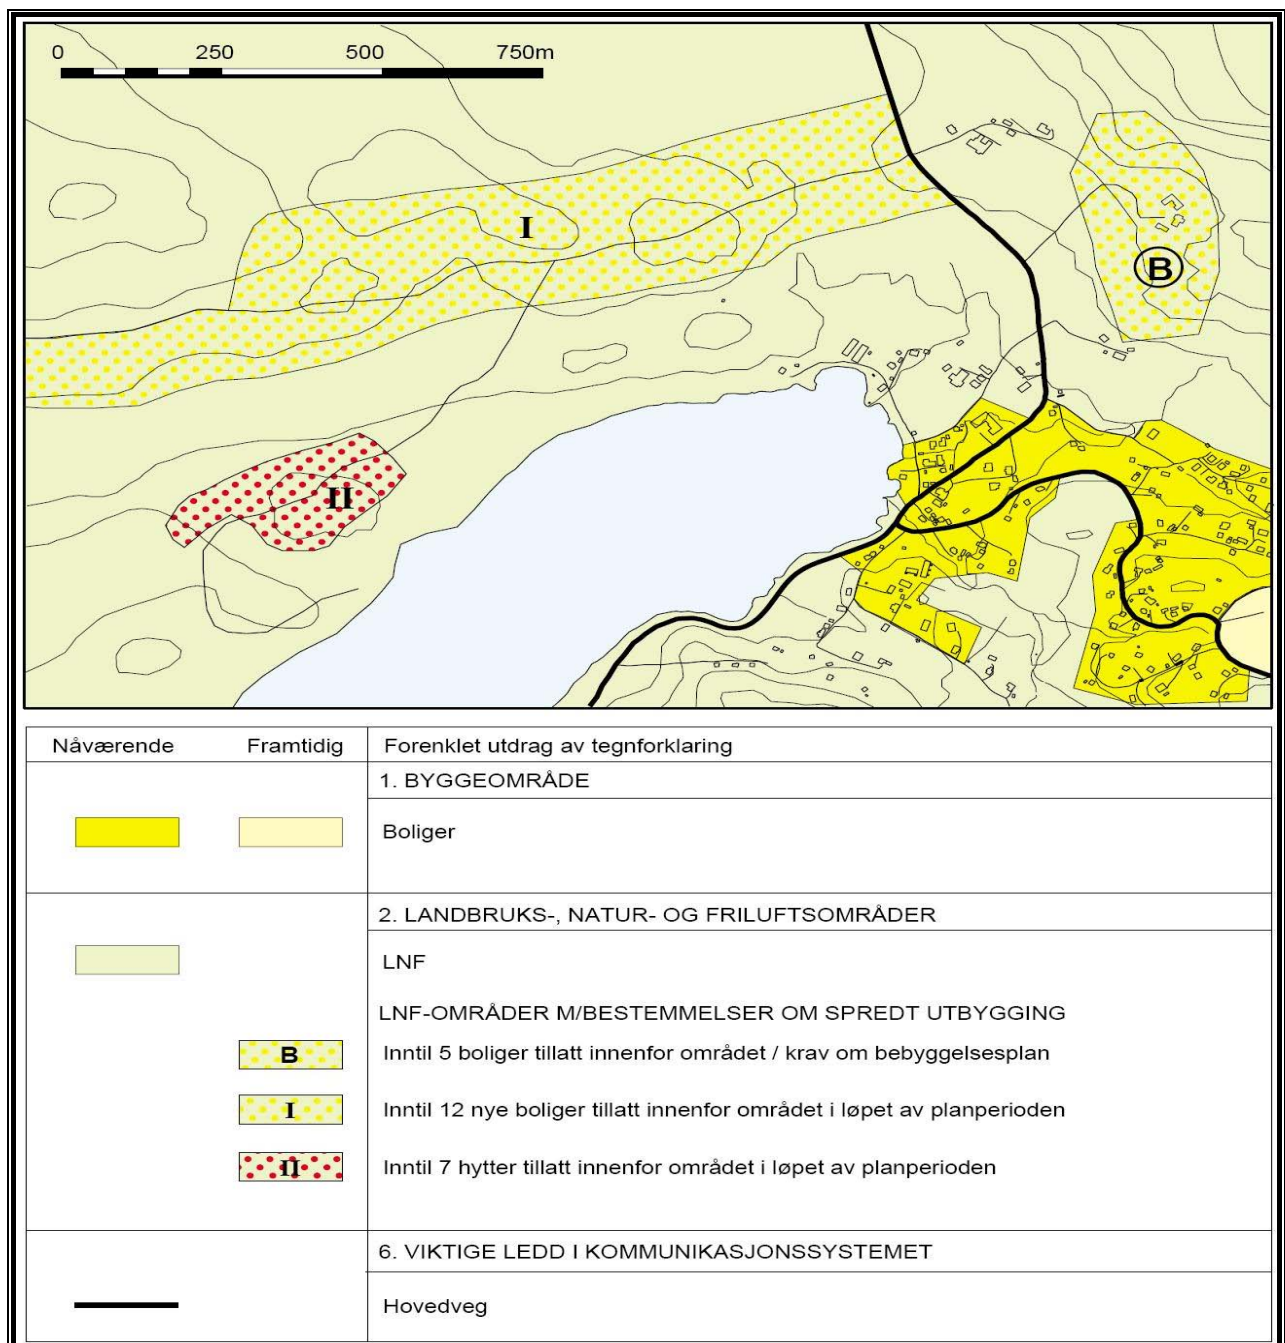 0 250 500 750m
I
B
II
Nåværende Framtidig Forenklet utdrag av tegnforklaring
1. BYGGEOMRÅDE
Boliger
2. LANDBRUKS-, NATUR- OG FRILUFTSOMRÅDER
LNF
LNF-OMRÅDER M/BESTEMMELSER OM SPREDT UTBYGGING
B Inntil 5 boliger tillatt innenfor området / krav om bebyggelsesplan
I Inntil 12 nye boliger tillatt innenfor området i løpet av planperioden
II Inntil 7 hytter tillatt innenfor området i løpet av planperioden
6. VIKTIGE LEDD I KOMMUNIKASJONSSYSTEMET
Hovedveg